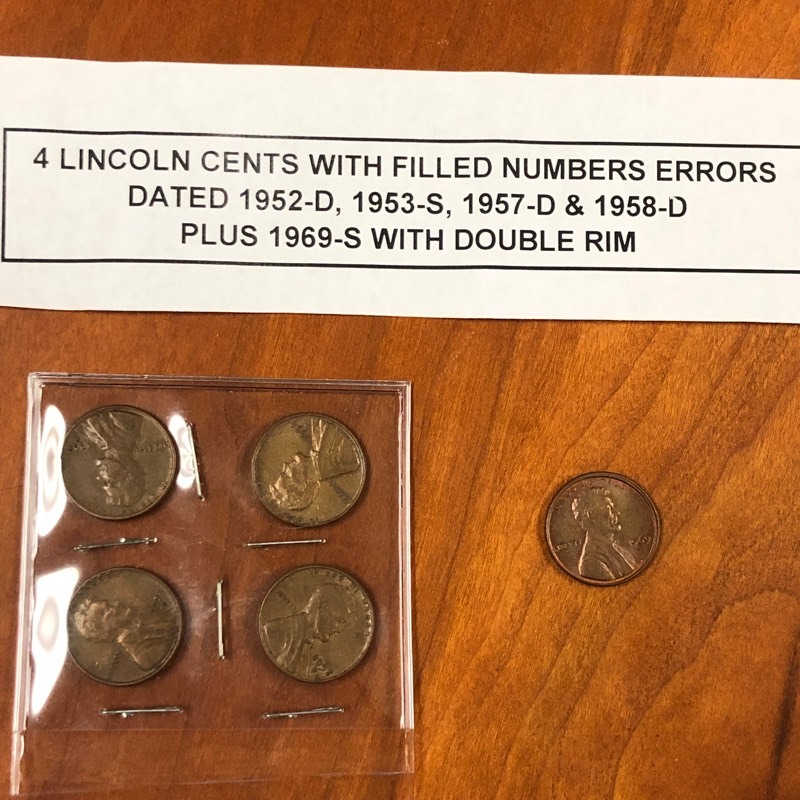 4 LINCOLN CENTS WITH FILLED NUMBERS ERRORS
DATED 1952-D, 1953-S, 1957-D & 1958-D
PLUS 1969-S WITH DOUBLE RIM